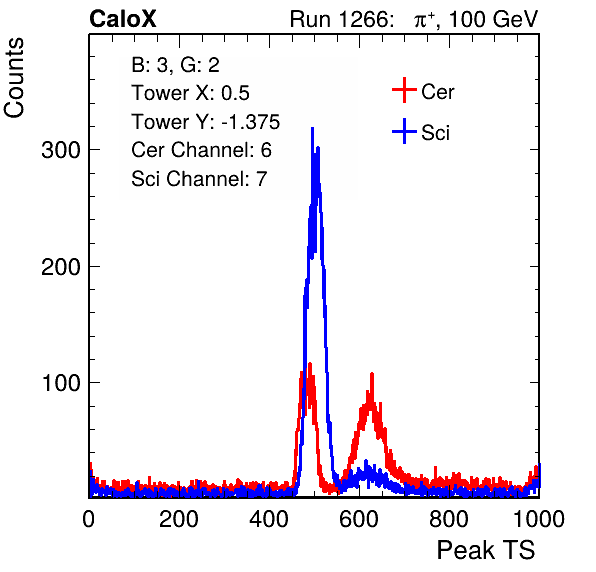 CaloX Run 1266: π⁺, 100 GeV
Counts
B: 3, G: 2
Tower X: 0.5
Tower Y: -1.375
Cer Channel: 6
Sci Channel: 7
Cer
Sci
300
200
100
0 200 400 600 800 1000
Peak TS